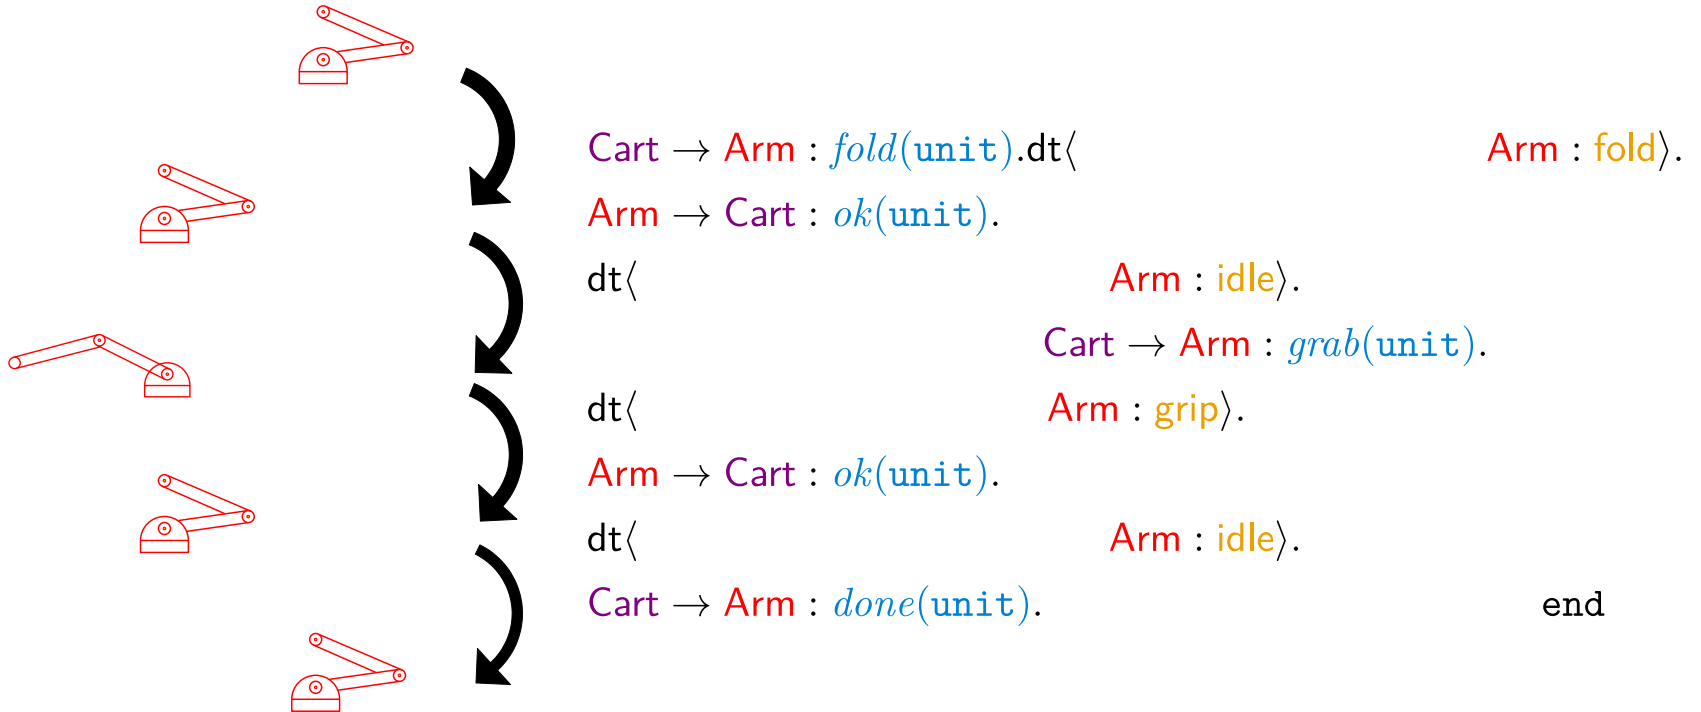 Cart → Arm : fold(unit).dt⟨ Arm : fold⟩.
Arm → Cart : ok(unit).
dt⟨ Arm : idle⟩.
Cart → Arm : grab(unit).
dt⟨ Arm : grip⟩.
Arm → Cart : ok(unit).
dt⟨ Arm : idle⟩.
Cart → Arm : done(unit). end